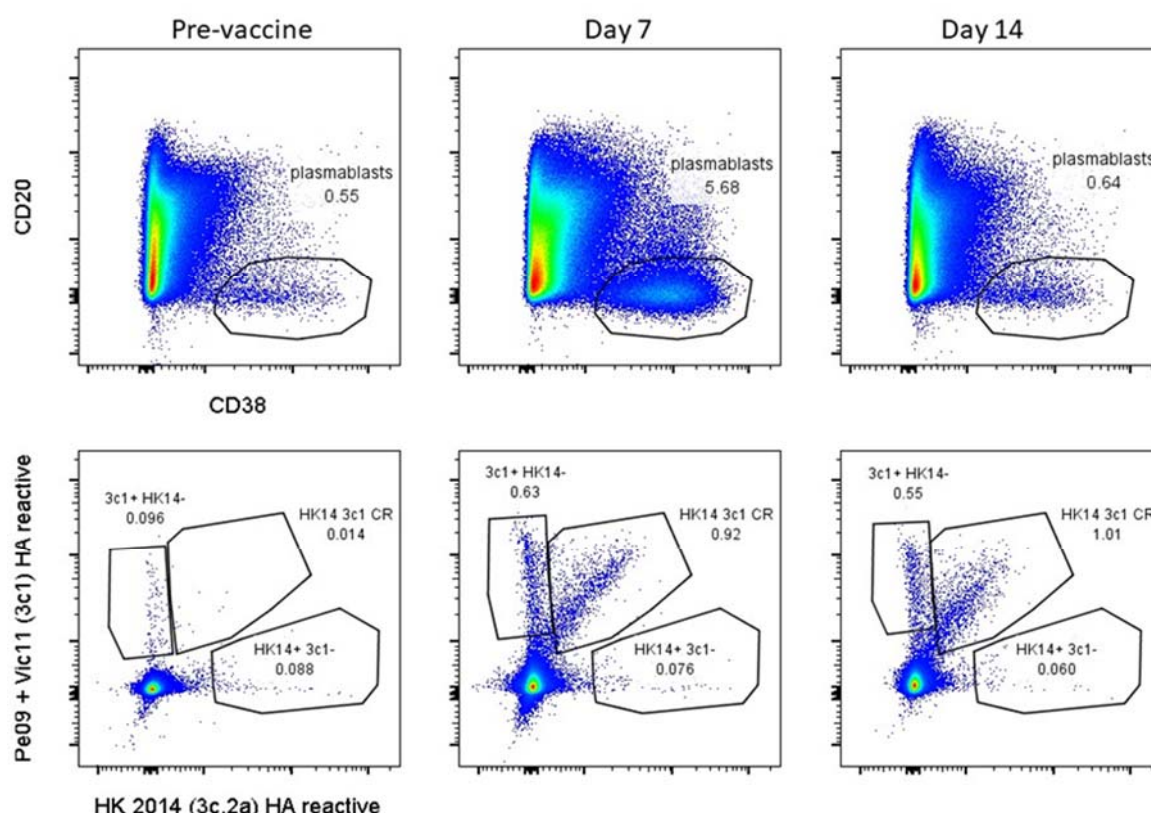 Pre-vaccine
Day 7
Day 14
CD20
plasmablasts
0.55
plasmablasts
5.68
plasmablasts
0.64
CD38
Pe09 + Vic11 (3c1) HA reactive
3c1+ HK14-
0.096
HK14 3c1 CR
0.014
HK14+ 3c1-
0.088
3c1+ HK14-
0.63
HK14 3c1 CR
0.92
HK14+ 3c1-
0.076
3c1+ HK14-
0.55
HK14 3c1 CR
1.01
HK14+ 3c1-
0.060
HK 2014 (3c.2a) HA reactive